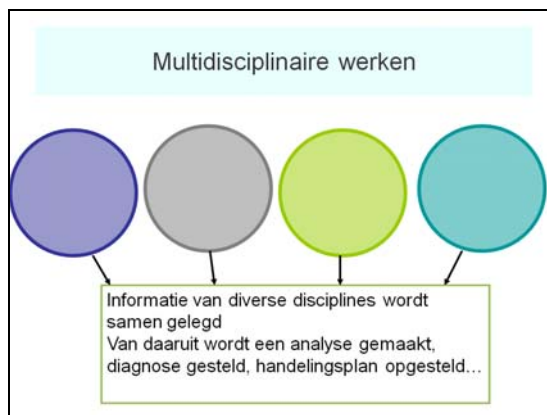 Multidisciplinaire werken
Informatie van diverse disciplines wordt
samen gelegd
Van daaruit wordt een analyse gemaakt,
diagnose gesteld, handelingsplan opgesteld…